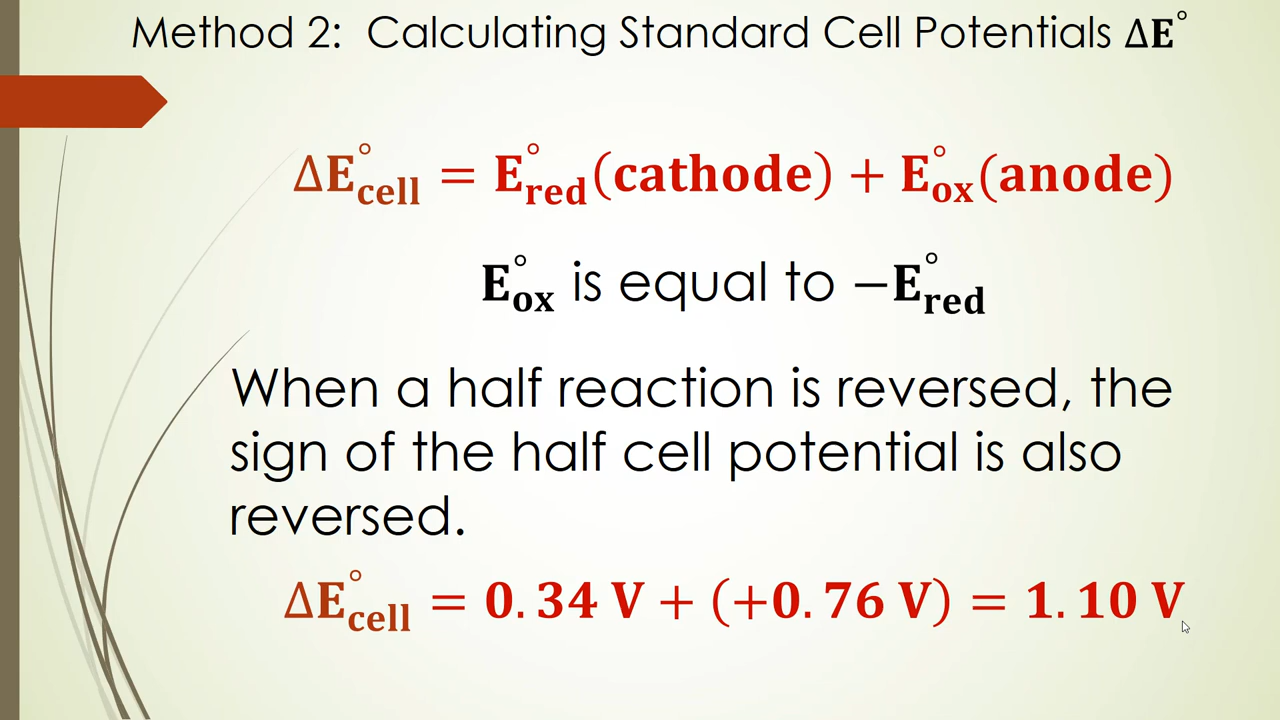 Method 2: Calculating Standard Cell Potentials ΔE°
ΔE°cell = E°red(cathode) + E°ox(anode)
E°ox is equal to −E°red
When a half reaction is reversed, the
sign of the half cell potential is also
reversed.
ΔE°cell = 0.34 V + (+0.76 V) = 1.10 V